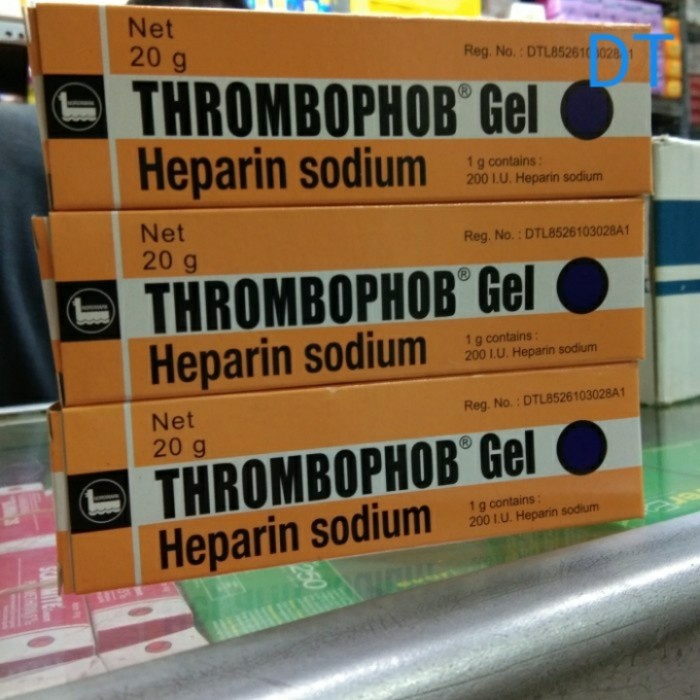 DT
Net
20 g
Reg. No. : DTL8526103028A1
THROMBOPHOB® Gel
Heparin sodium
1 g contains :
200 I.U. Heparin sodium
Net
20 g
Reg. No. : DTL8526103028A1
THROMBOPHOB® Gel
Heparin sodium
1 g contains :
200 I.U. Heparin sodium
Net
20 g
Reg. No. : DTL8526103028A1
THROMBOPHOB® Gel
Heparin sodium
1 g contains :
200 I.U. Heparin sodium
250